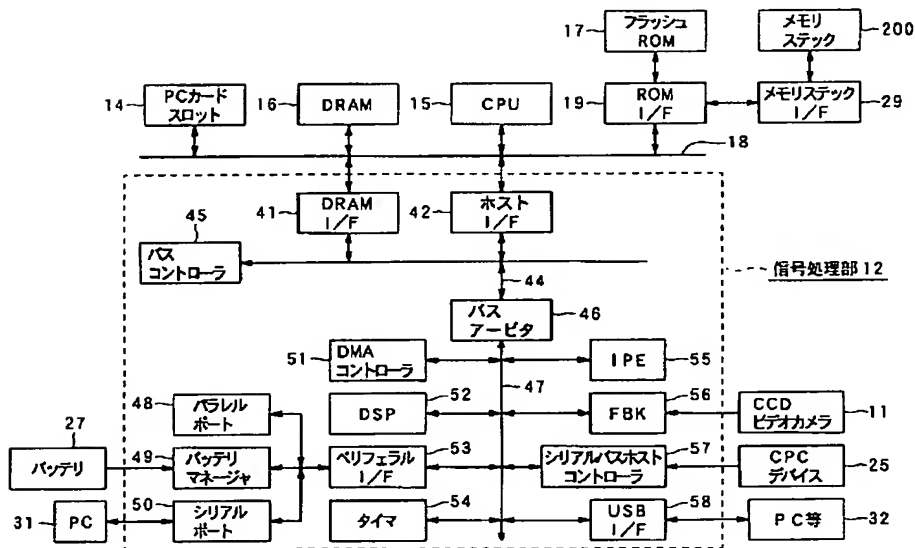 17
フラッシュ
ROM
メモリ
ステック
200
14
PCカード
スロット
16
DRAM
15
CPU
19
ROM
I/F
メモリステック
I/F
29
18
41
DRAM
I/F
42
ホスト
I/F
45
バス
コントローラ
44
信号処理部12
バス
アービタ
46
51
DMA
コントローラ
47
IPE
55
48
パラレル
ポート
DSP
52
FBK
56
CCD
ビデオカメラ
11
27
バッテリ
49
バッテリ
マネージャ
ペリフェラル
I/F
53
シリアルバスホスト
コントローラ
57
CPC
デバイス
25
31
PC
50
シリアル
ポート
タイマ
54
USB
I/F
58
PC等
32